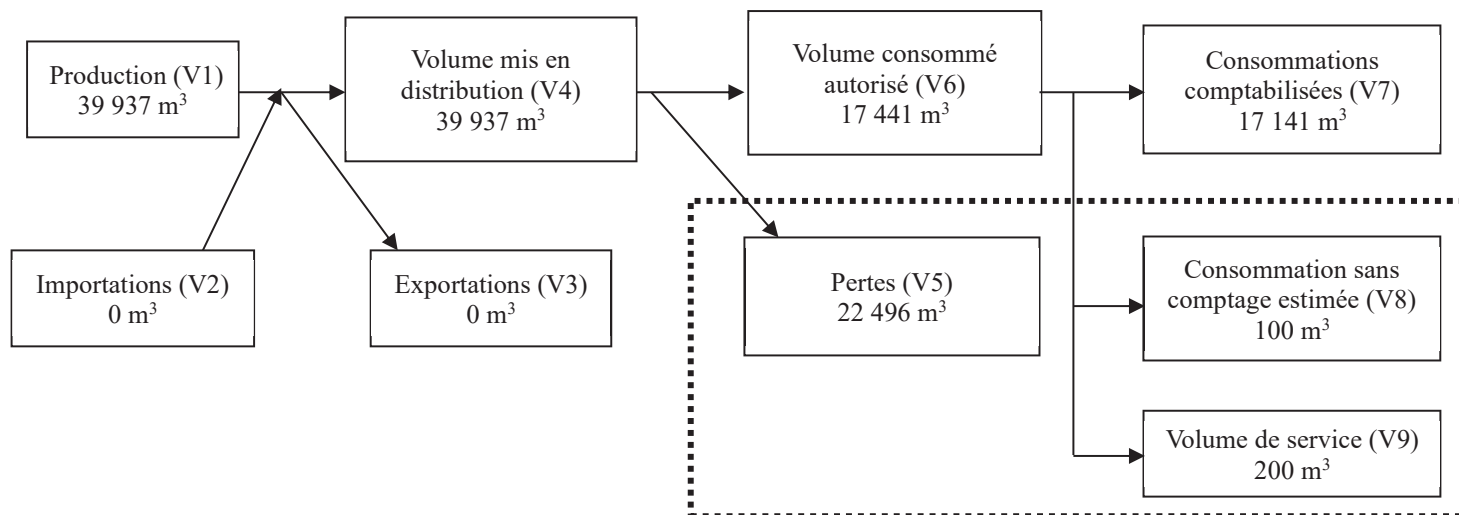 Production (V1)
39 937 m³
Volume mis en
distribution (V4)
39 937 m³
Volume consommé
autorisé (V6)
17 441 m³
Consommations
comptabilisées (V7)
17 141 m³
Importations (V2)
0 m³
Exportations (V3)
0 m³
Pertes (V5)
22 496 m³
Consommation sans
comptage estimée (V8)
100 m³
Volume de service (V9)
200 m³